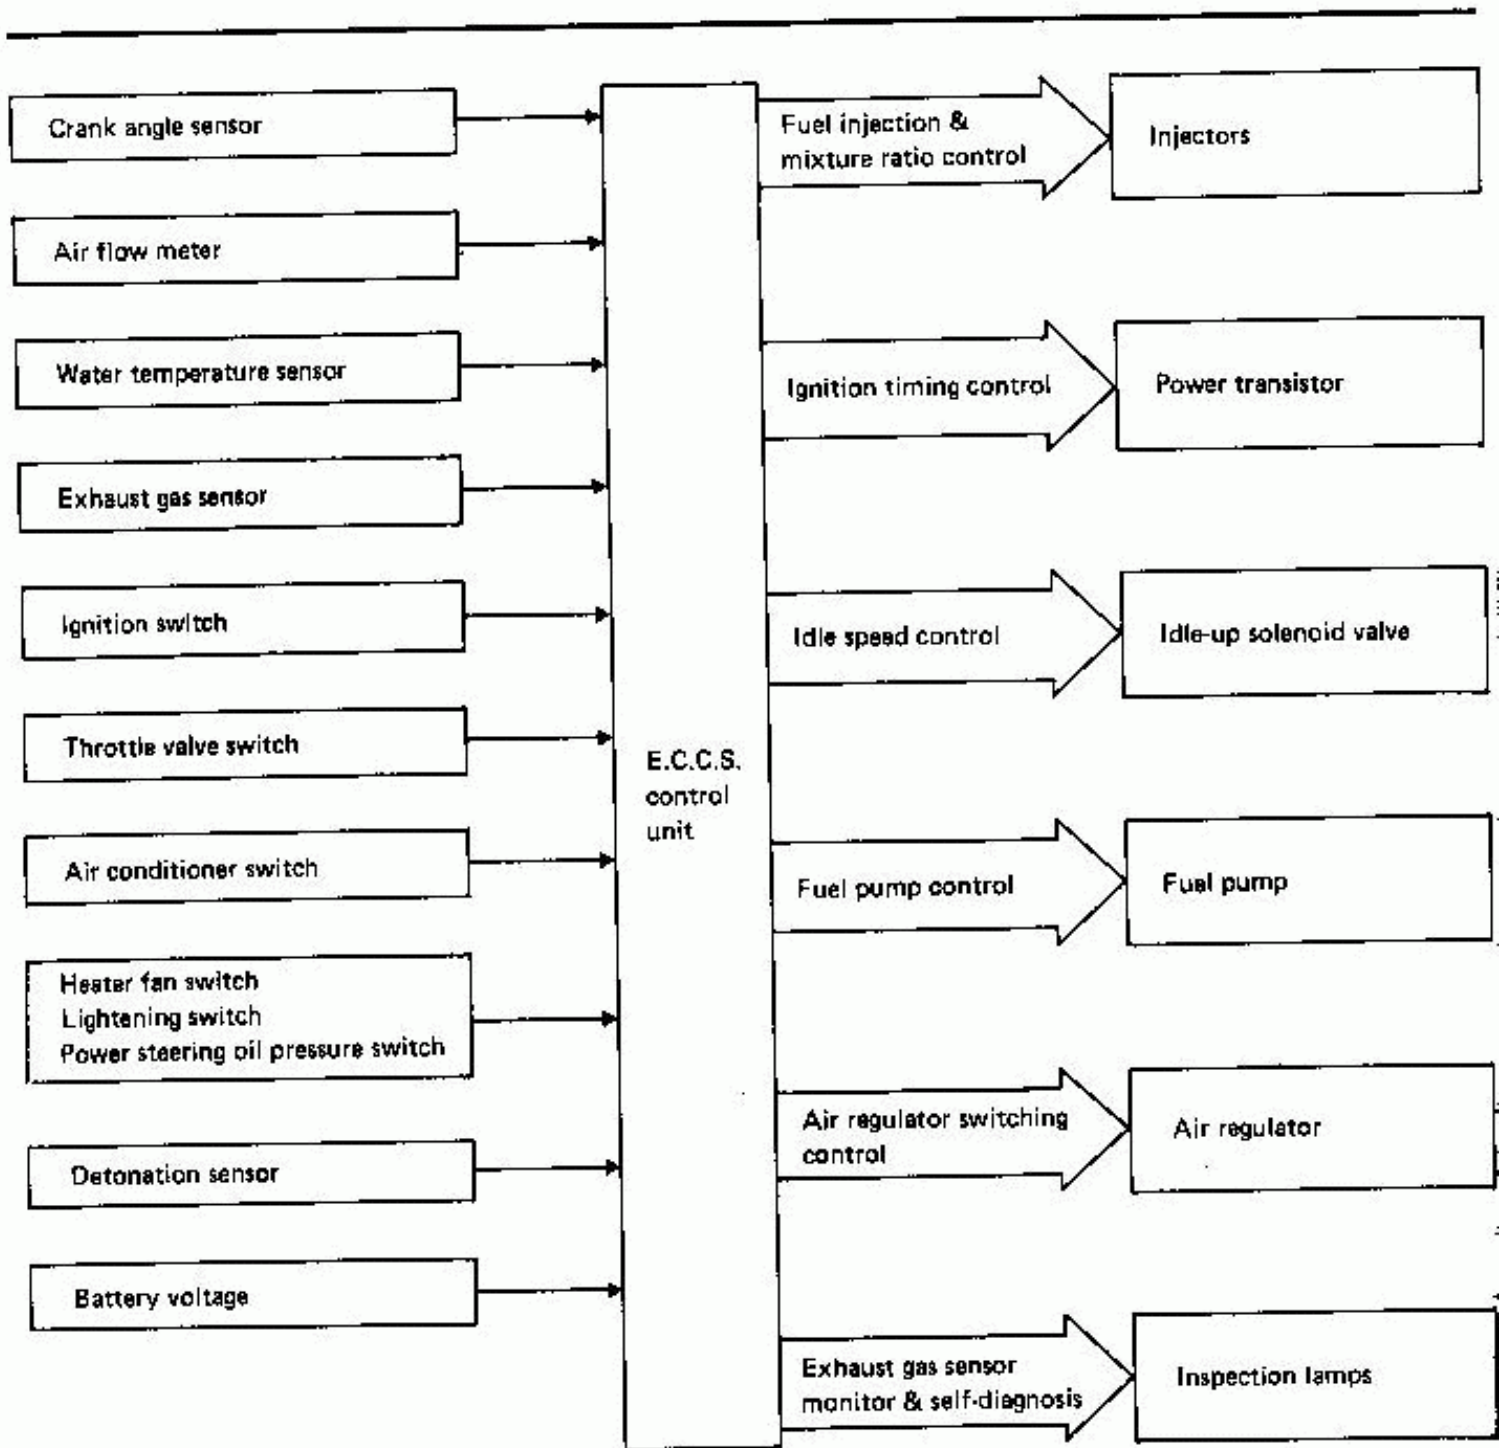 Crank angle sensor
Air flow meter
Water temperature sensor
Exhaust gas sensor
Ignition switch
Throttle valve switch
Air conditioner switch
Heater fan switch
Lightening switch
Power steering oil pressure switch
Detonation sensor
Battery voltage
E.C.C.S.
control
unit
Fuel injection &
mixture ratio control
Injectors
Ignition timing control
Power transistor
Idle speed control
Idle-up solenoid valve
Fuel pump control
Fuel pump
Air regulator switching
control
Air regulator
Exhaust gas sensor
monitor & self-diagnosis
Inspection lamps